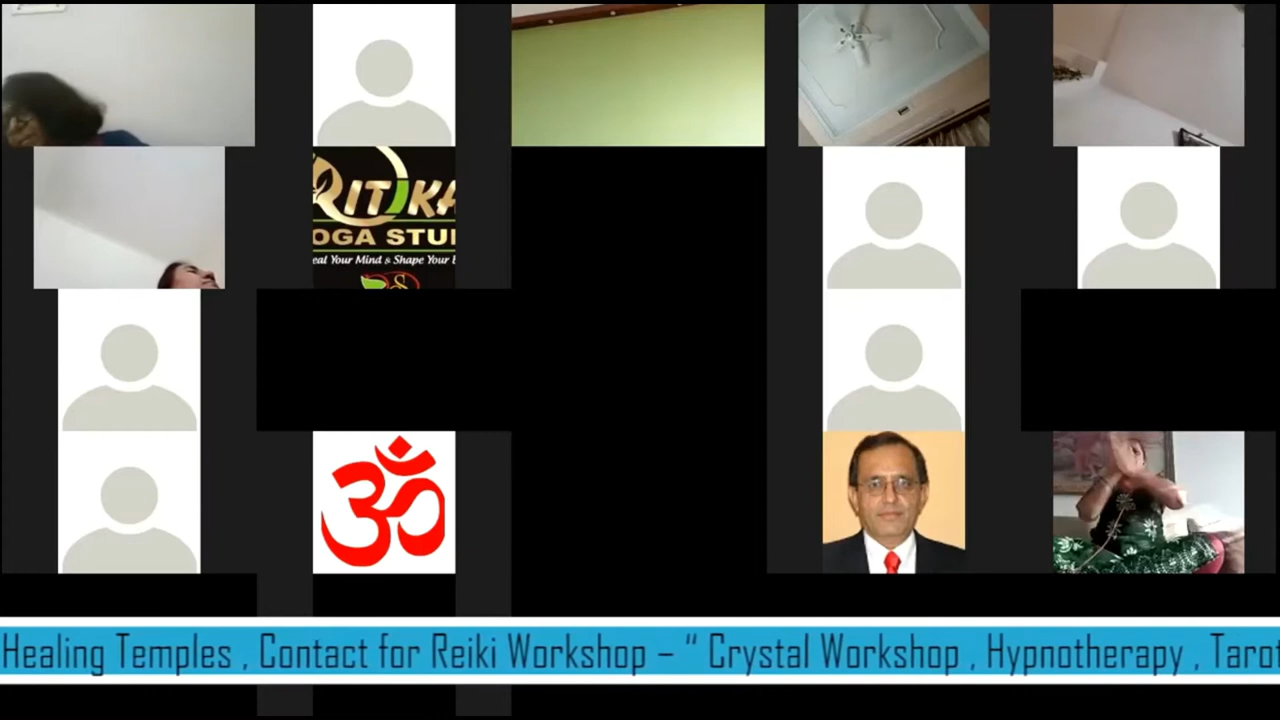 RITIKA
OGA STU
eal Your Mind & Shape Your
S
ॐ
Healing Temples , Contact for Reiki Workshop – “ Crystal Workshop , Hypnotherapy , Tarot